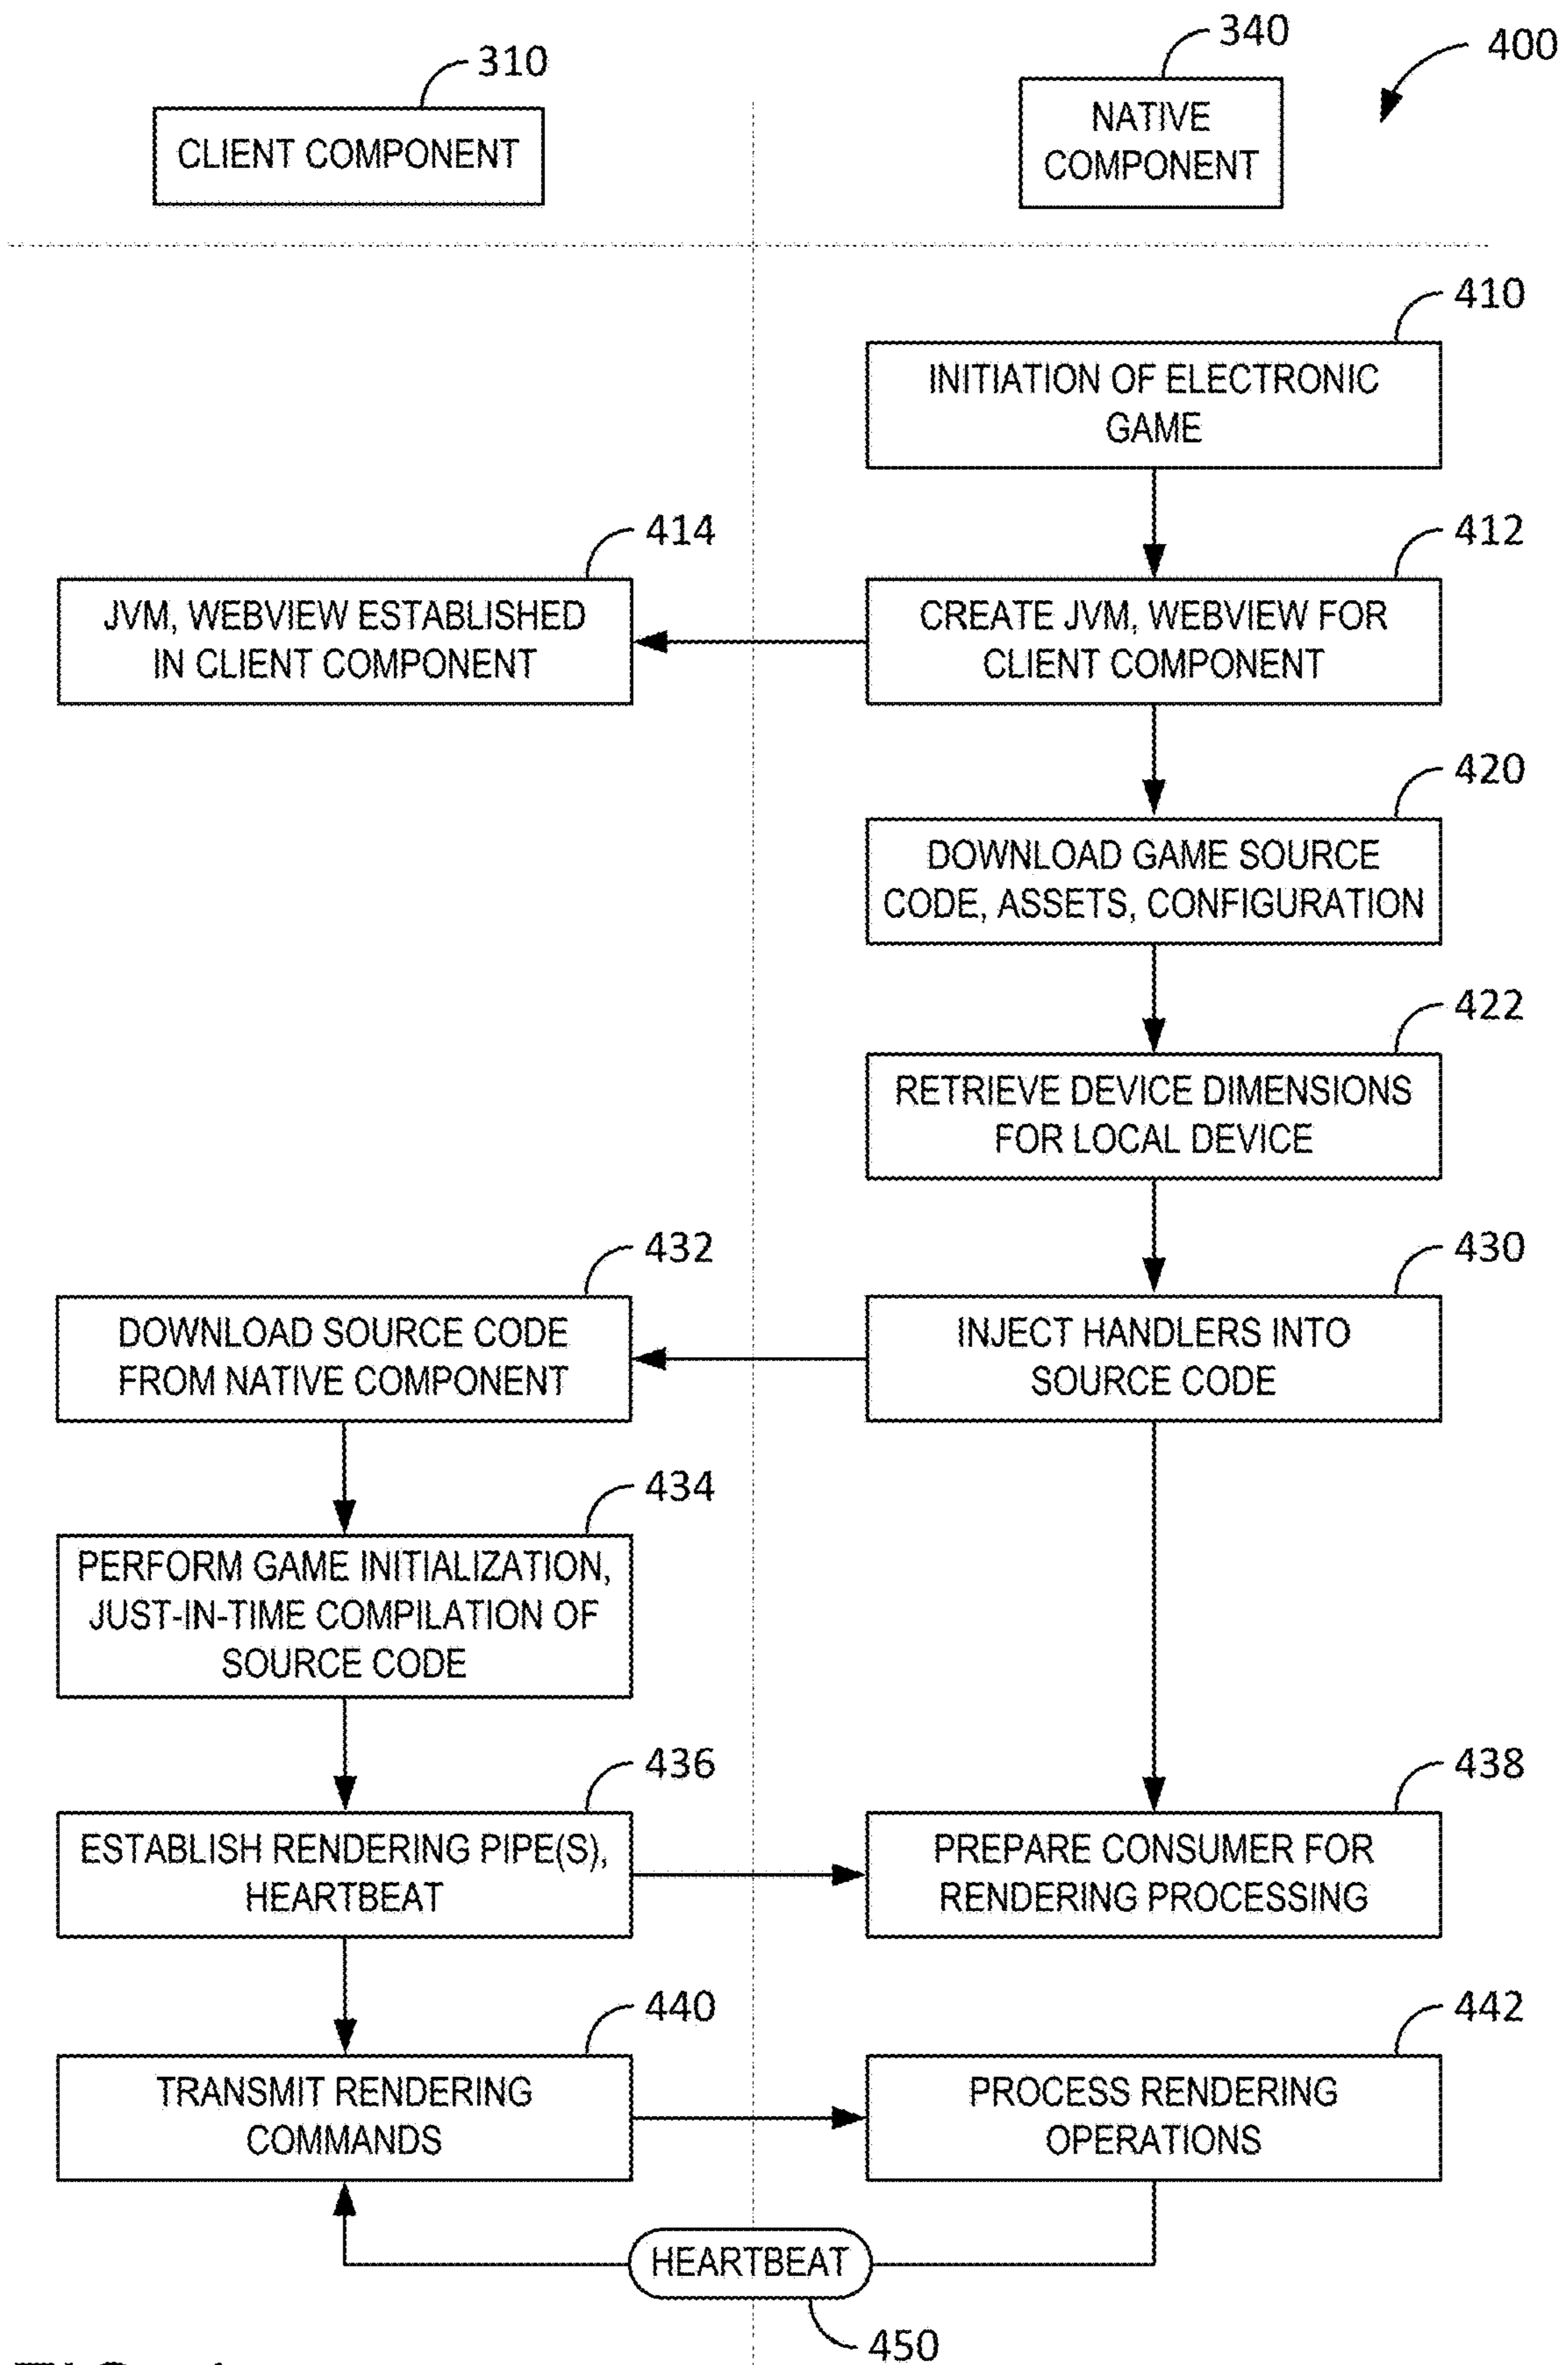 310
340
400
CLIENT COMPONENT
NATIVE
COMPONENT
410
INITIATION OF ELECTRONIC
GAME
414
412
JVM, WEBVIEW ESTABLISHED
IN CLIENT COMPONENT
CREATE JVM, WEBVIEW FOR
CLIENT COMPONENT
420
DOWNLOAD GAME SOURCE
CODE, ASSETS, CONFIGURATION
422
RETRIEVE DEVICE DIMENSIONS
FOR LOCAL DEVICE
432
430
DOWNLOAD SOURCE CODE
FROM NATIVE COMPONENT
INJECT HANDLERS INTO
SOURCE CODE
434
PERFORM GAME INITIALIZATION,
JUST-IN-TIME COMPILATION OF
SOURCE CODE
436
438
ESTABLISH RENDERING PIPE(S),
HEARTBEAT
PREPARE CONSUMER FOR
RENDERING PROCESSING
440
442
TRANSMIT RENDERING
COMMANDS
PROCESS RENDERING
OPERATIONS
HEARTBEAT
450